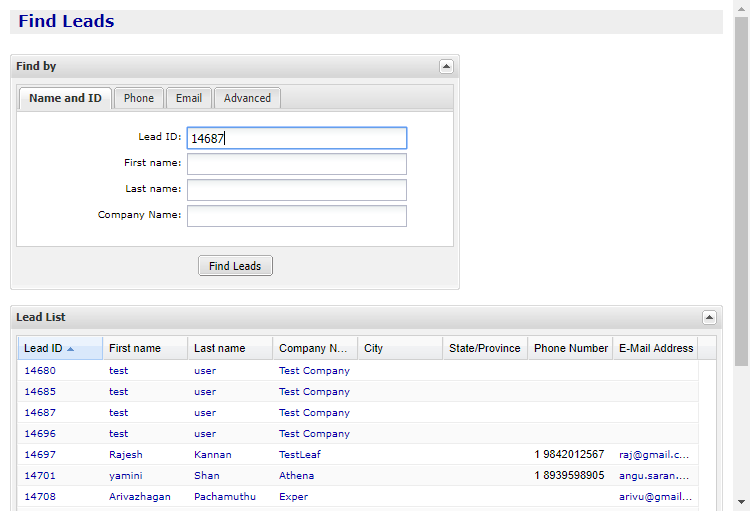 Find Leads
Find by
Name and ID Phone Email Advanced
Lead ID: 14687
First name:
Last name:
Company Name:
Find Leads
Lead List
Lead ID First name Last name Company N... City State/Province Phone Number E-Mail Address
14680 test user Test Company
14685 test user Test Company
14687 test user Test Company
14696 test user Test Company
14697 Rajesh Kannan TestLeaf 1 9842012567 raj@gmail.c...
14701 yamini Shan Athena 1 8939598905 angu.saran....
14708 Arivazhagan Pachamuthu Exper arivu@gmail...